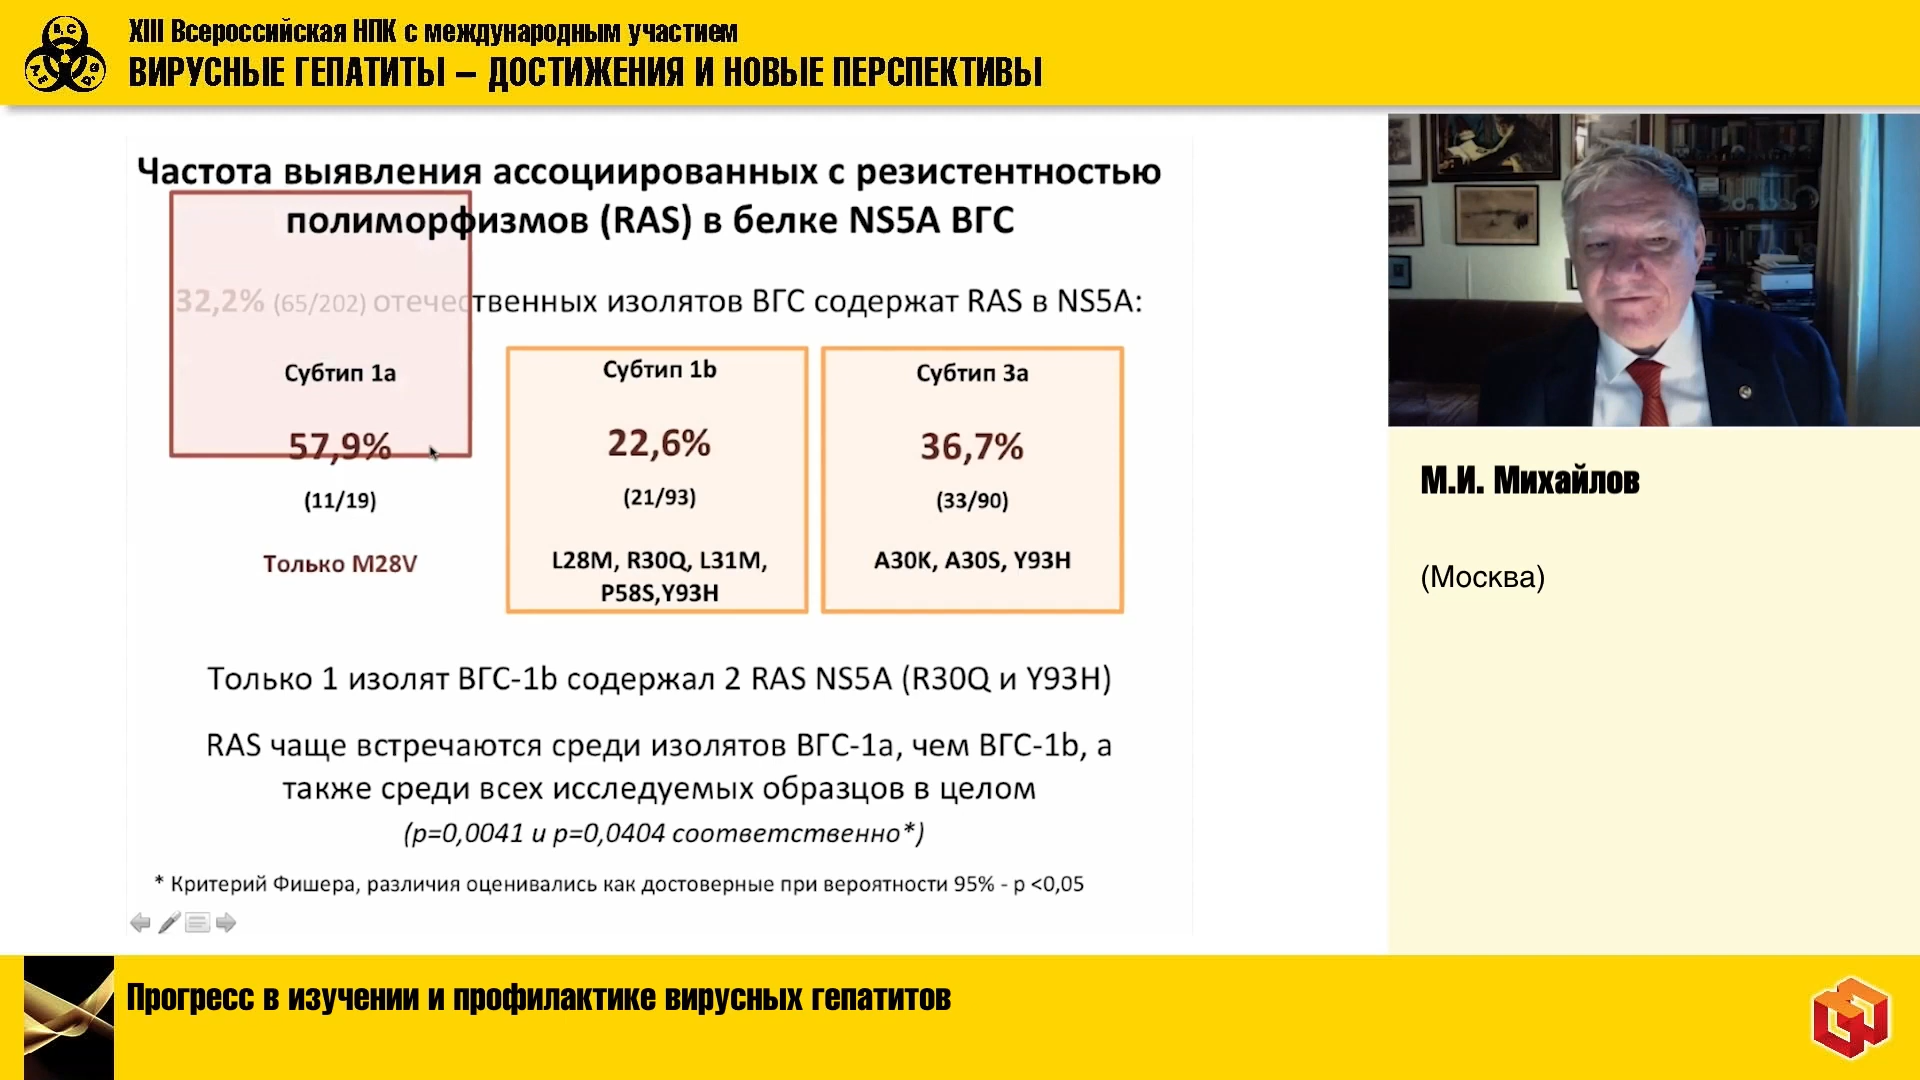 XIII Всероссийская НПК с международным участием
ВИРУСНЫЕ ГЕПАТИТЫ – ДОСТИЖЕНИЯ И НОВЫЕ ПЕРСПЕКТИВЫ
Частота выявления ассоциированных с резистентностью
полиморфизмов (RAS) в белке NS5A ВГС
32,2% (65/202) отечественных изолятов ВГС содержат RAS в NS5A:
Субтип 1a
57,9%
(11/19)
Только M28V
Субтип 1b
22,6%
(21/93)
L28M, R30Q, L31M,
P58S,Y93H
Субтип 3a
36,7%
(33/90)
A30K, A30S, Y93H
Только 1 изолят ВГС-1b содержал 2 RAS NS5A (R30Q и Y93H)
RAS чаще встречаются среди изолятов ВГС-1a, чем ВГС-1b, а
также среди всех исследуемых образцов в целом
(p=0,0041 и p=0,0404 соответственно*)
* Критерий Фишера, различия оценивались как достоверные при вероятности 95% - p <0,05
М.И. Михайлов
(Москва)
Прогресс в изучении и профилактике вирусных гепатитов